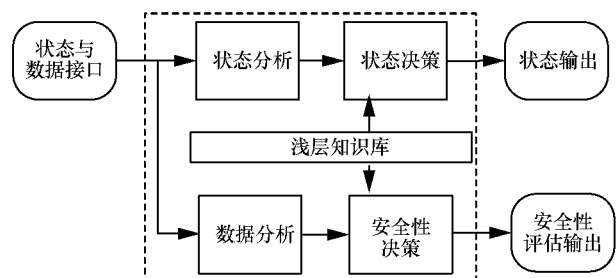 状态与
数据接口
状态分析
状态决策
状态输出
浅层知识库
数据分析
安全性
决策
安全性
评估输出